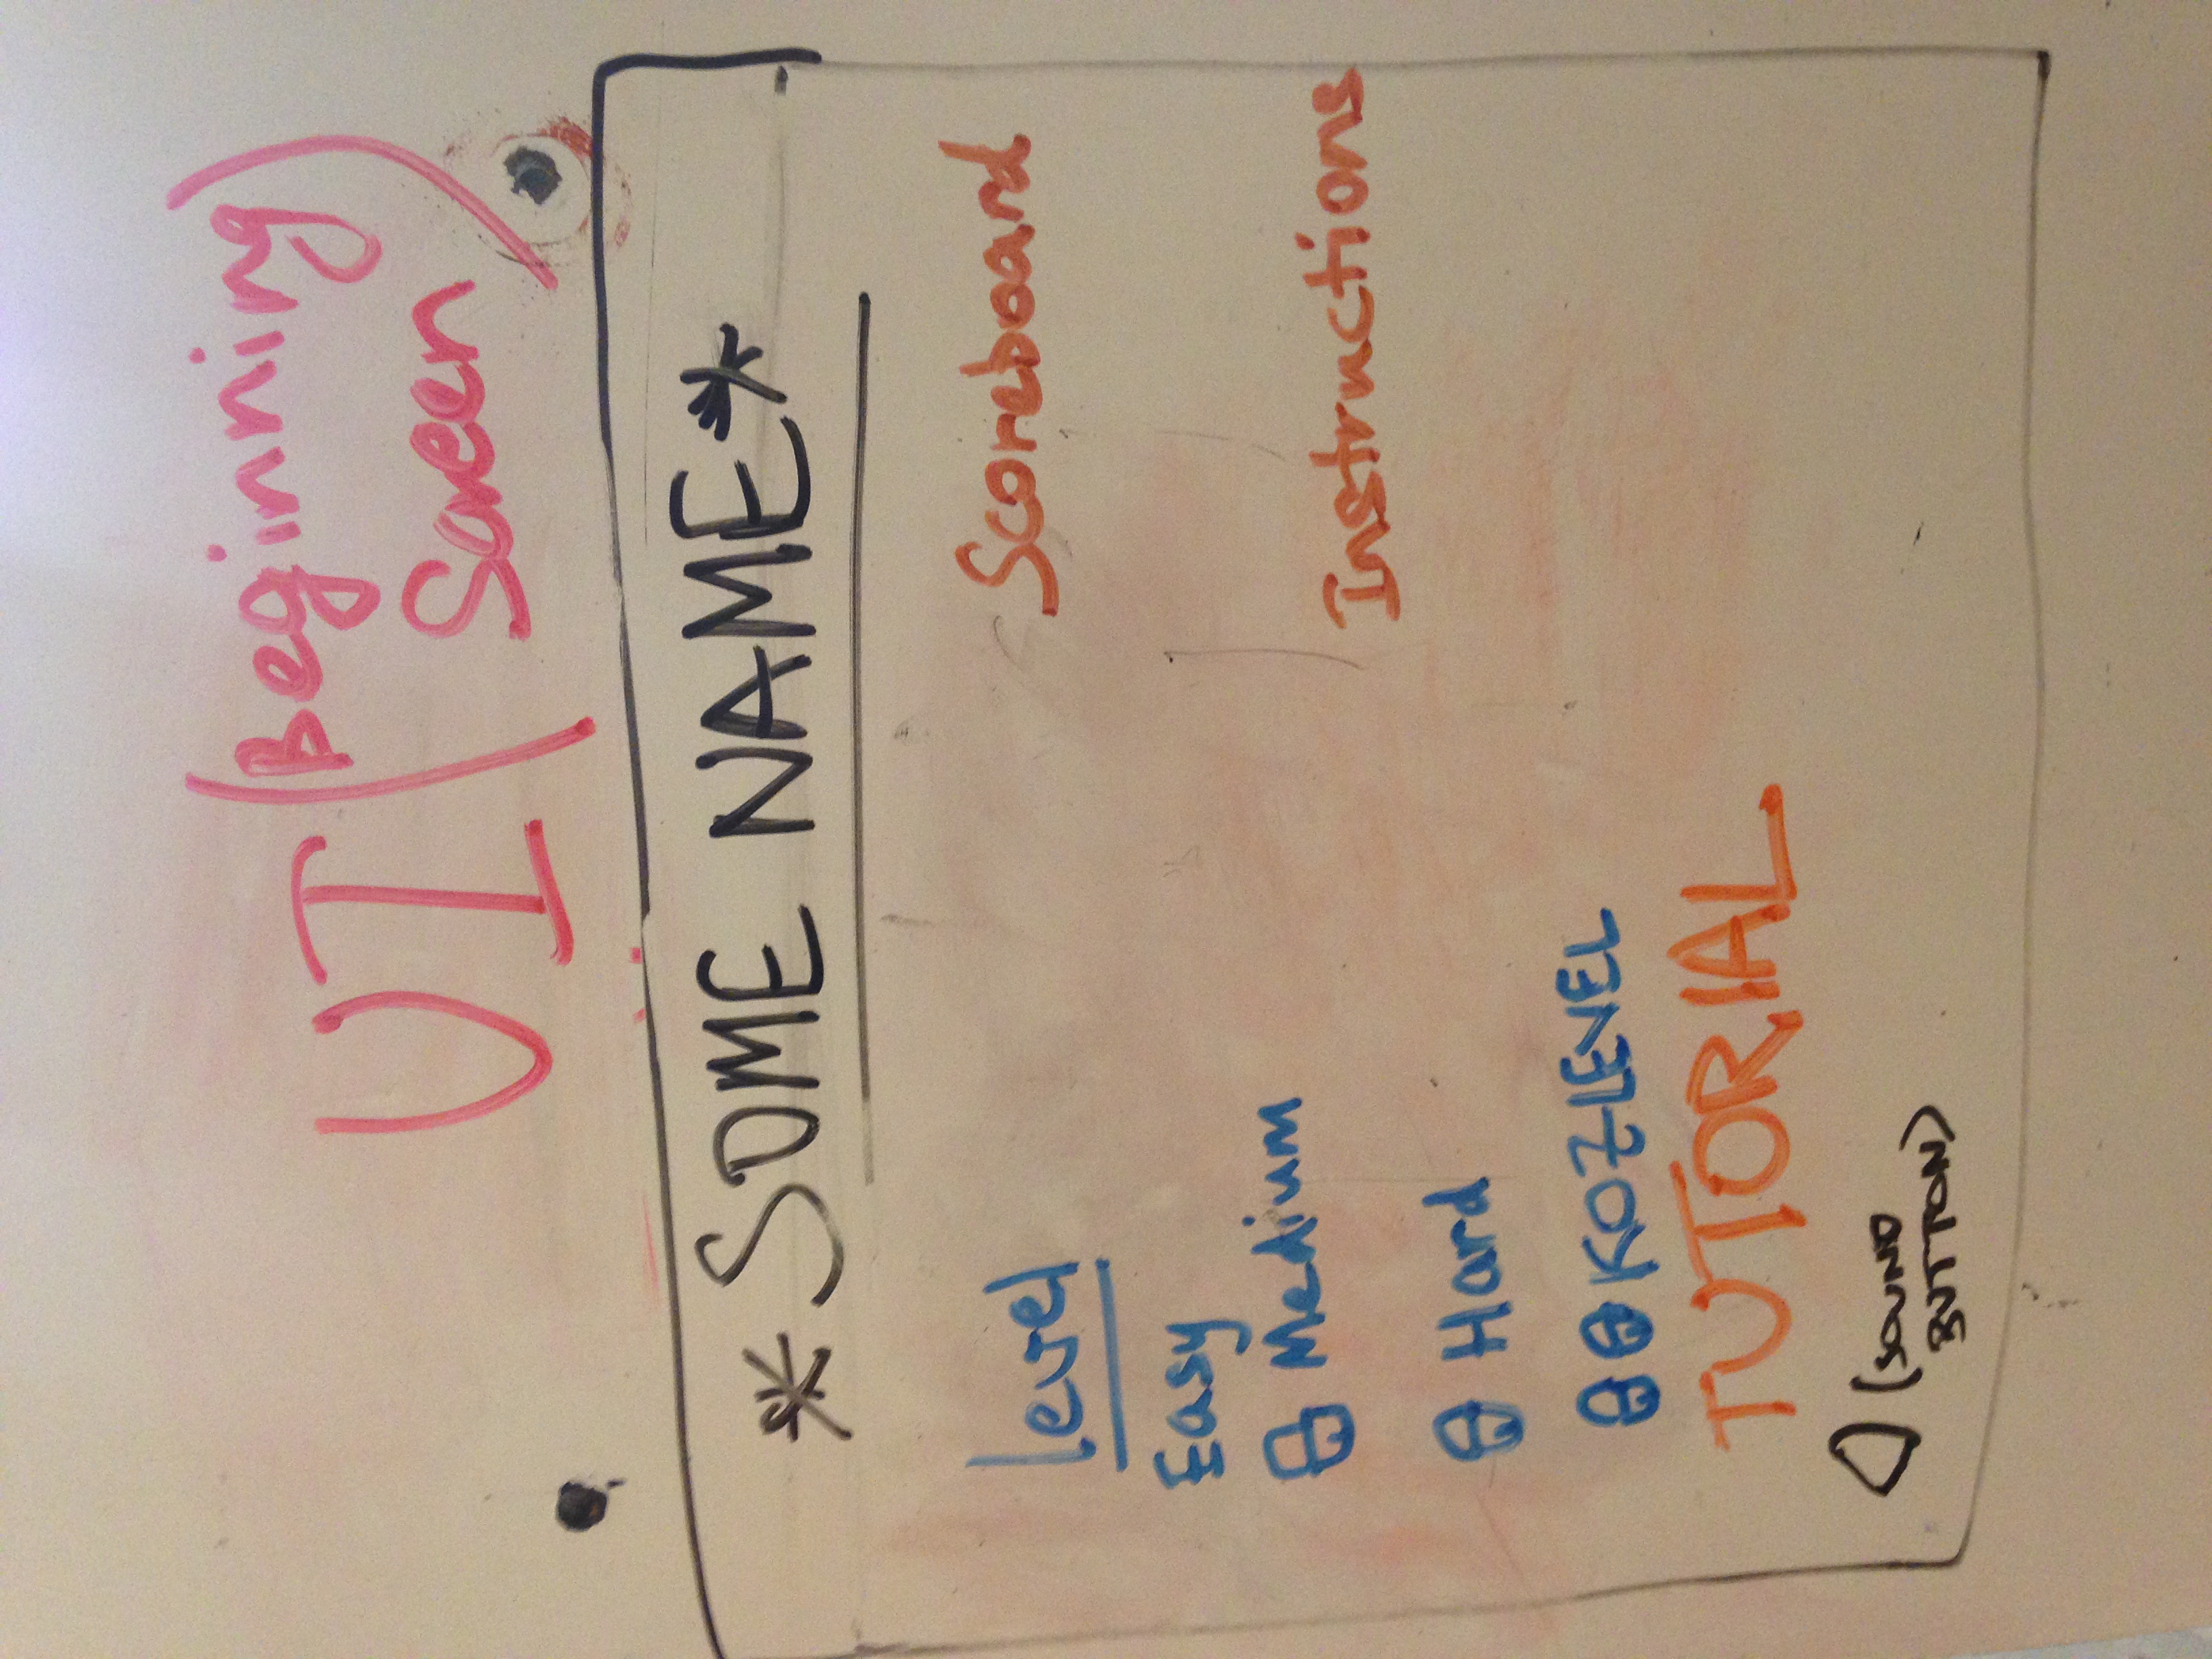 UI (Beginning
Screen)
*SOME NAME*
level
Scoreboard
Easy
Medium
Instructions
Hard
KOZLEVEL
TUTORIAL
(SOUND
BUTTON)